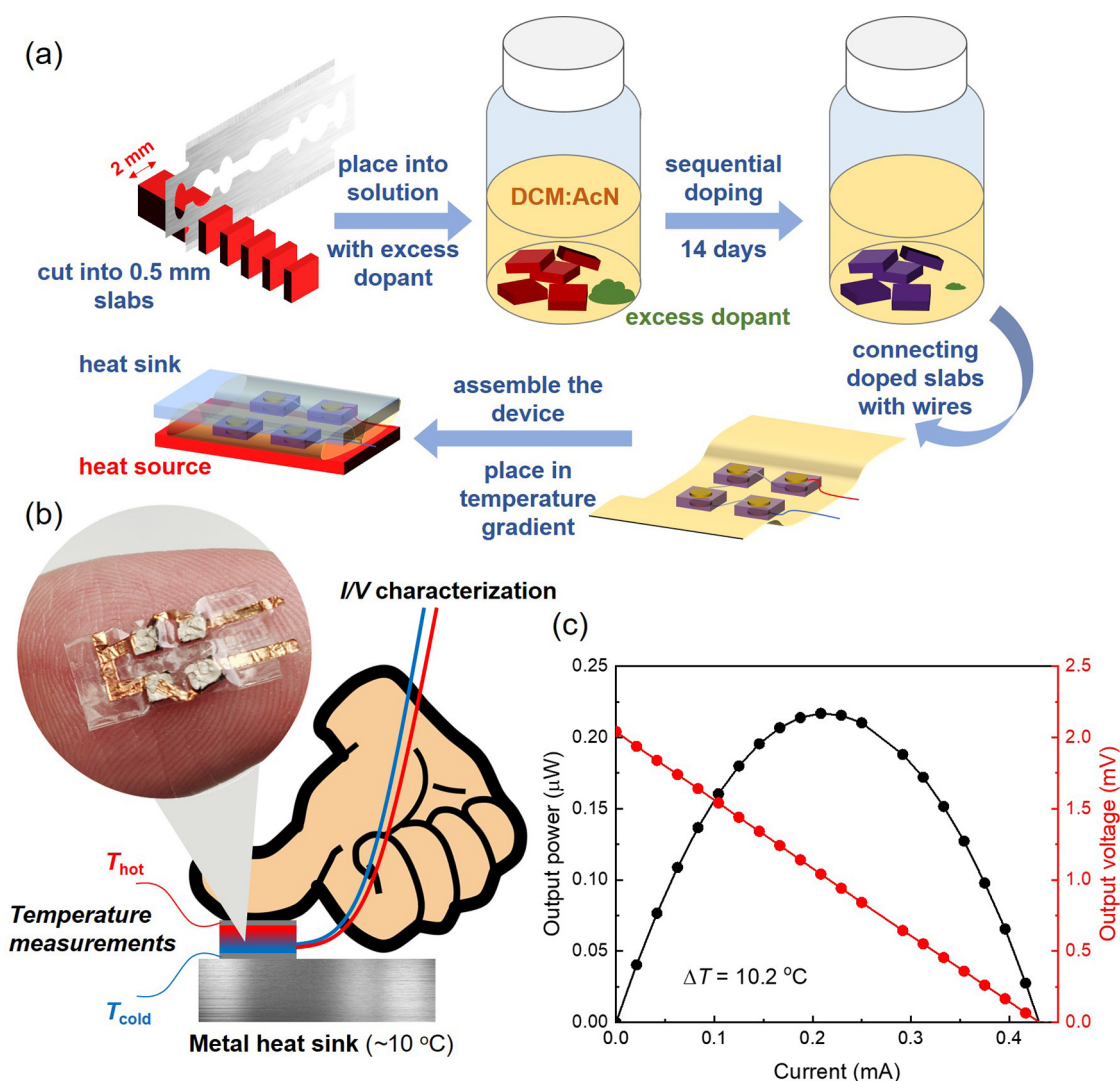 (a)
2 mm
cut into 0.5 mm
slabs
place into
solution
with excess
dopant
DCM:AcN
sequential
doping
14 days
excess dopant
connecting
doped slabs
with wires
assemble the
device
place in
temperature
gradient
heat sink
heat source
(b)
I/V characterization
T_hot
Temperature
measurements
T_cold
Metal heat sink (~10 °C)
(c)
Output power (μW)
0.25
0.20
0.15
0.10
0.05
0.00
2.5
2.0
1.5
1.0
0.5
0.0
Output voltage (mV)
ΔT = 10.2 °C
0.0 0.1 0.2 0.3 0.4
Current (mA)